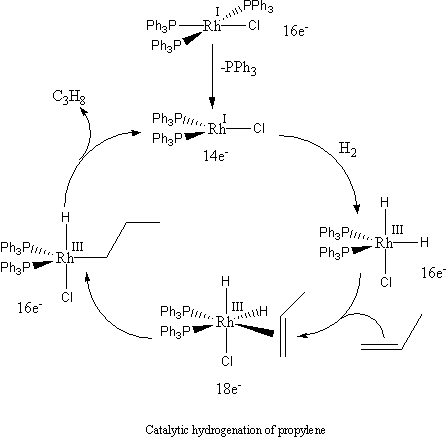 I PPh₃
Ph₃P Rh Cl 16e⁻
Ph₃P
-PPh₃
C₃H₈
Ph₃P I
Ph₃P Rh Cl
14e⁻
H₂
H
H
Ph₃P III
Ph₃P Rh H
Cl
16e⁻
Ph₃P III
Ph₃P Rh
Cl
16e⁻
H
Ph₃P III H
Ph₃P Rh
Cl
18e⁻
Catalytic hydrogenation of propylene